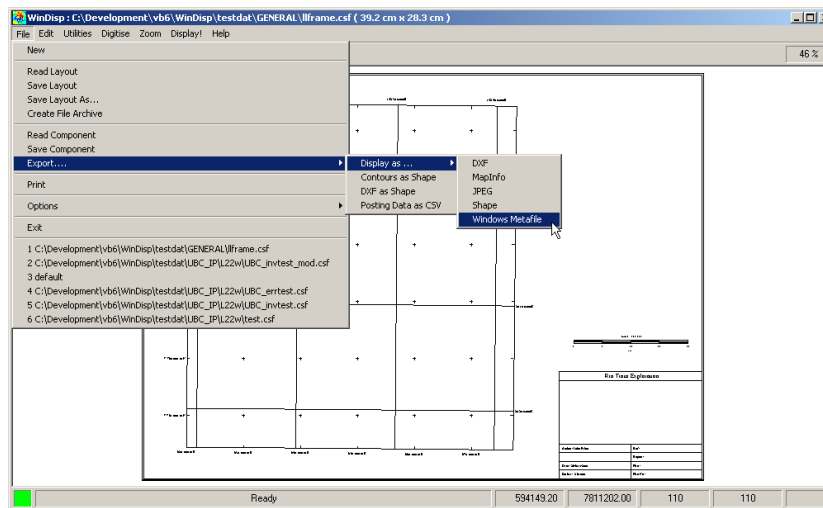 WinDisp : C:\Development\vb6\WinDisp\testdat\GENERAL\llframe.csf ( 39.2 cm x 28.3 cm )
File Edit Utilities Digitise Zoom Display! Help
46 %
New
Read Layout
Save Layout
Save Layout As...
Create File Archive
Read Component
Save Component
Export....
Print
Options
Exit
1 C:\Development\vb6\WinDisp\testdat\GENERAL\llframe.csf
2 C:\Development\vb6\WinDisp\testdat\UBC_IP\L22w\UBC_invtest_mod.csf
3 default
4 C:\Development\vb6\WinDisp\testdat\UBC_IP\L22w\UBC_errtest.csf
5 C:\Development\vb6\WinDisp\testdat\UBC_IP\L22w\UBC_invtest.csf
6 C:\Development\vb6\WinDisp\testdat\UBC_IP\L22w\test.csf
Display as ...
Contours as Shape
DXF as Shape
Posting Data as CSV
DXF
MapInfo
JPEG
Shape
Windows Metafile
Rio Tinto Exploration
Ready
594149.20
7811202.00
110
110